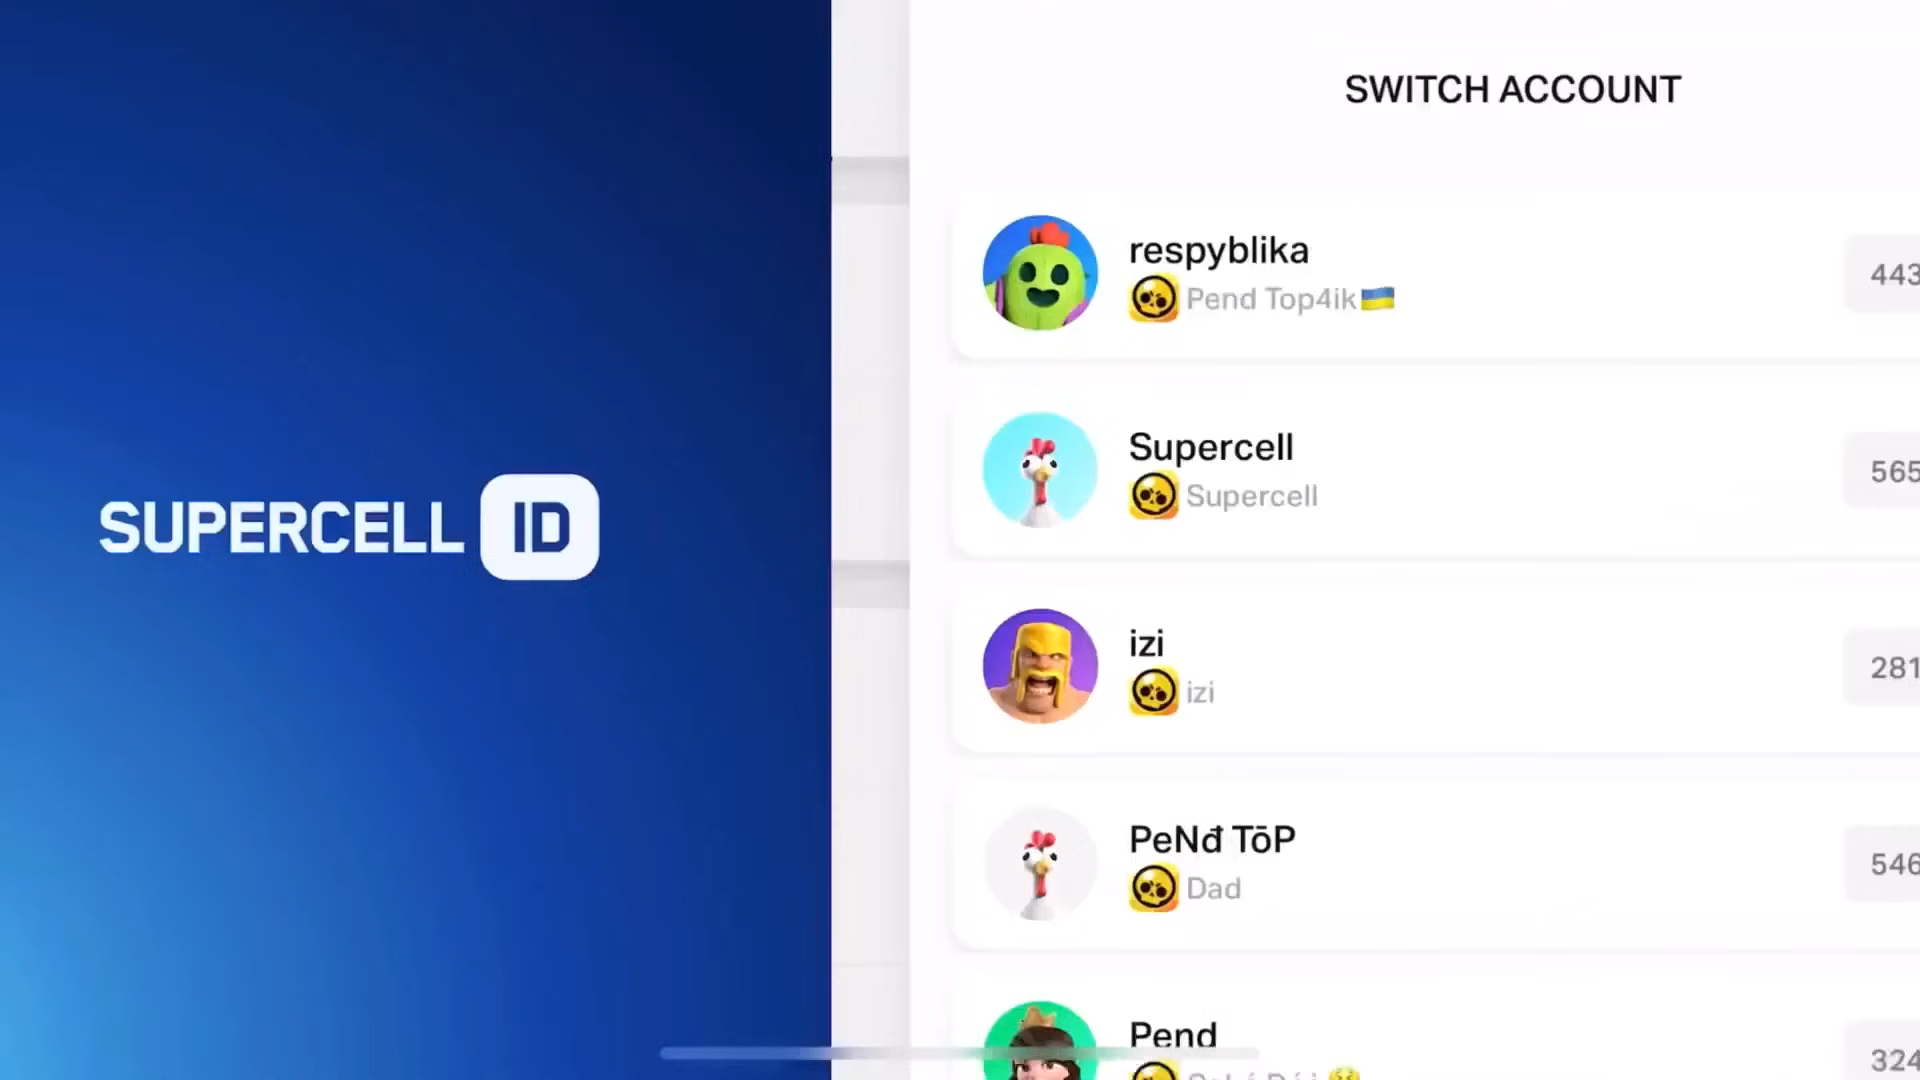 SWITCH ACCOUNT
respyblika
Pend Top4ik🇺🇦
443
SUPERCELL ID
Supercell
Supercell
565
izi
izi
281
PeNđ TōP
Dad
546
Pend
324